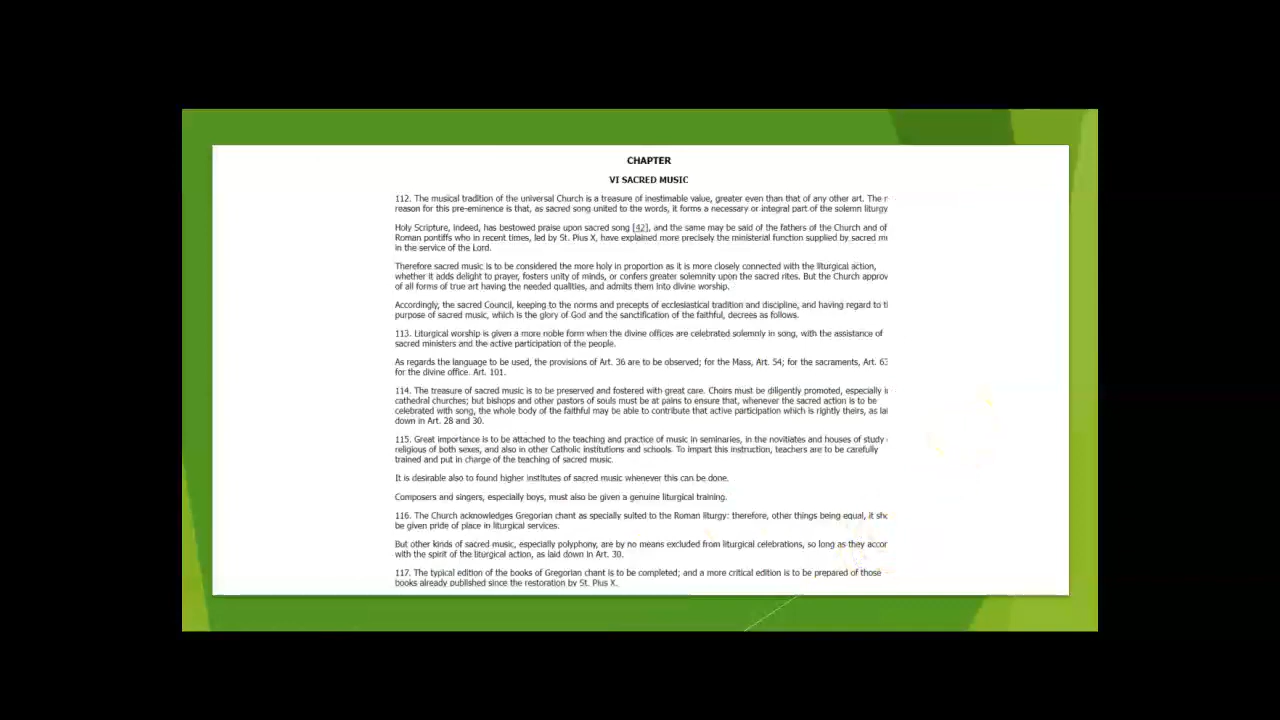 CHAPTER
VI SACRED MUSIC
112. The musical tradition of the universal Church is a treasure of inestimable value, greater even than that of any other art. The
reason for this pre-eminence is that, as sacred song united to the words, it forms a necessary or integral part of the solemn liturgy
Holy Scripture, indeed, has bestowed praise upon sacred song [42], and the same may be said of the fathers of the Church and of
Roman pontiffs who in recent times, led by St. Pius X, have explained more precisely the ministerial function supplied by sacred
in the service of the Lord.
Therefore sacred music is to be considered the more holy in proportion as it is more closely connected with the liturgical action,
whether it adds delight to prayer, fosters unity of minds, or confers greater solemnity upon the sacred rites. But the Church approv
of all forms of true art having the needed qualities, and admits them into divine worship.
Accordingly, the sacred Council, keeping to the norms and precepts of ecclesiastical tradition and discipline, and having regard to
purpose of sacred music, which is the glory of God and the sanctification of the faithful, decrees as follows.
113. Liturgical worship is given a more noble form when the divine offices are celebrated solemnly in song, with the assistance of
sacred ministers and the active participation of the people.
As regards the language to be used, the provisions of Art. 36 are to be observed; for the Mass, Art. 54; for the sacraments, Art. 63
for the divine office. Art. 101.
114. The treasure of sacred music is to be preserved and fostered with great care. Choirs must be diligently promoted, especially
cathedral churches; but bishops and other pastors of souls must be at pains to ensure that, whenever the sacred action is to be
celebrated with song, the whole body of the faithful may be able to contribute that active participation which is rightly theirs, as lai
down in Art. 28 and 30.
115. Great importance is to be attached to the teaching and practice of music in seminaries, in the novitiates and houses of study
religious of both sexes, and also in other Catholic institutions and schools. To impart this instruction, teachers are to be carefully
trained and put in charge of the teaching of sacred music.
It is desirable also to found higher institutes of sacred music whenever this can be done.
Composers and singers, especially boys, must also be given a genuine liturgical training.
116. The Church acknowledges Gregorian chant as specially suited to the Roman liturgy: therefore, other things being equal, it sho
be given pride of place in liturgical services.
But other kinds of sacred music, especially polyphony, are by no means excluded from liturgical celebrations, so long as they accor
with the spirit of the liturgical action, as laid down in Art. 30.
117. The typical edition of the books of Gregorian chant is to be completed; and a more critical edition is to be prepared of those
books already published since the restoration by St. Pius X.